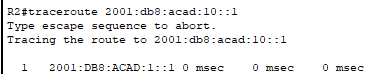 R2#traceroute 2001:db8:acad:10::1
Type escape sequence to abort.
Tracing the route to 2001:db8:acad:10::1
1 2001:DB8:ACAD:1::1 0 msec 0 msec 0 msec